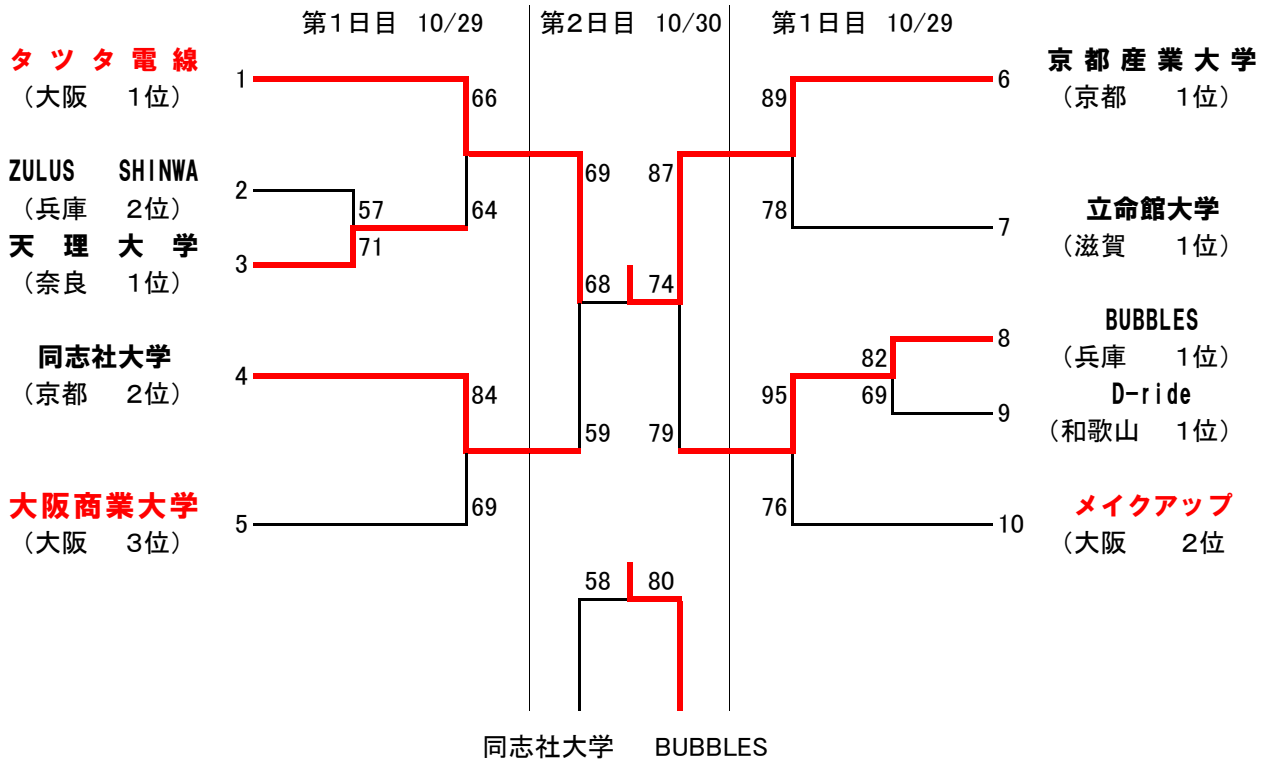 第1日目 10/29 第2日目 10/30 第1日目 10/29
タツタ電線
(大阪 1位)
1
66
89
6
京都産業大学
(京都 1位)
ZULUS SHINWA
(兵庫 2位)
2
57
64
69 87
78
7
立命館大学
(滋賀 1位)
天理大学
(奈良 1位)
3
71
68 74
BUBBLES
(兵庫 1位)
8
82
同志社大学
(京都 2位)
4
84
59 79
95
69
9
D-ride
(和歌山 1位)
大阪商業大学
(大阪 3位)
5
69
76
10
メイクアップ
(大阪 2位
58 80
同志社大学 BUBBLES